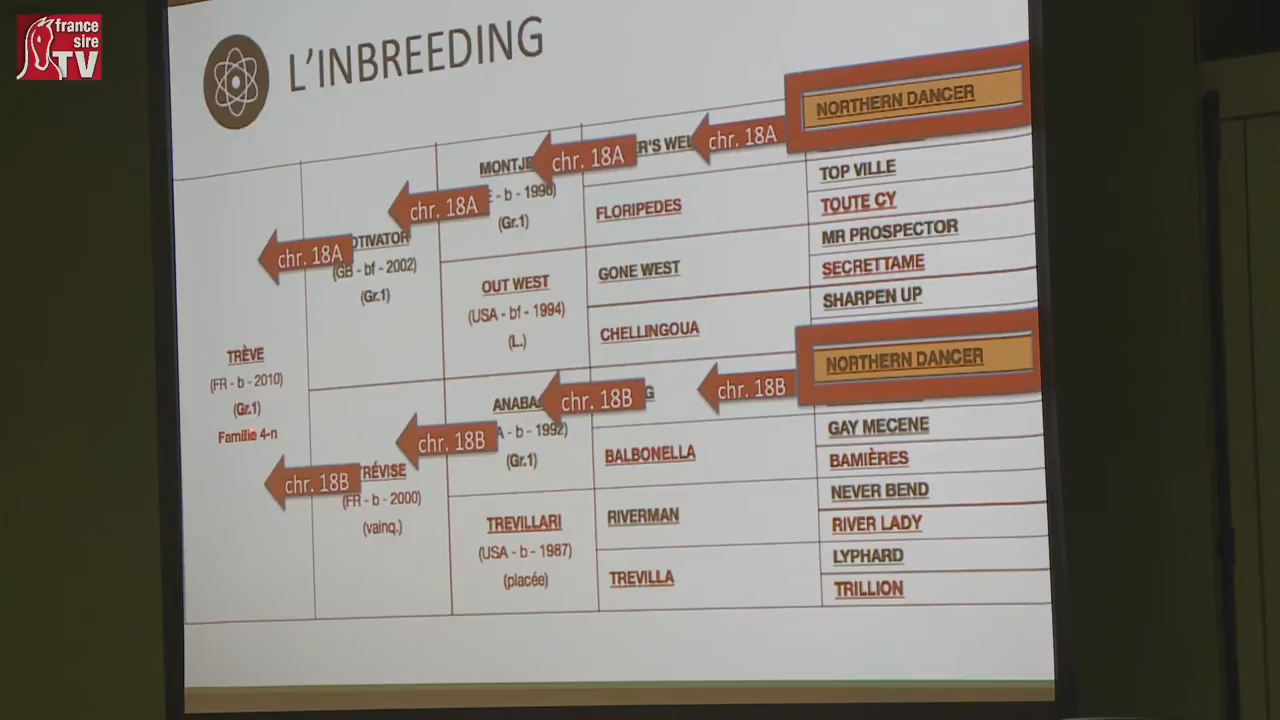 france
sire
TV
L'INBREEDING
NORTHERN DANCER
chr. 18A
chr. 18A
chr. 18A
chr. 18A
TOP VILLE
TOUTE CY
MR PROSPECTOR
SECRETTAME
SHARPEN UP
(Gr.1)
FLORIPEDES
(GB - bf - 2002)
(Gr.1)
OUT WEST
(USA - bf - 1994)
(L.)
GONE WEST
CHELLINGOUA
TRÈVE
(FR - b - 2010)
(Gr.1)
Famille 4-n
NORTHERN DANCER
chr. 18B
chr. 18B
chr. 18B
chr. 18B
(Gr.1)
BALBONELLA
GAY MECENE
BAMIÈRES
NEVER BEND
RIVER LADY
LYPHARD
TRILLION
(FR - b - 2000)
(vainq.)
TREVILLARI
(USA - b - 1987)
(placée)
RIVERMAN
TREVILLA